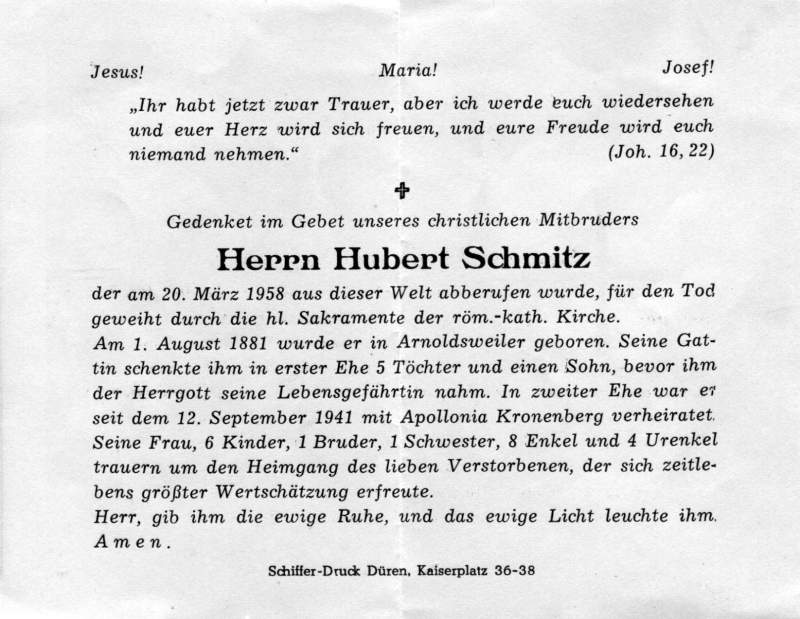 Jesus! Maria! Josef!
„Ihr habt jetzt zwar Trauer, aber ich werde euch wiedersehen
und euer Herz wird sich freuen, und eure Freude wird euch
niemand nehmen.“ (Joh. 16, 22)
Gedenket im Gebet unseres christlichen Mitbruders
Herrn Hubert Schmitz
der am 20. März 1958 aus dieser Welt abberufen wurde, für den Tod
geweiht durch die hl. Sakramente der röm.-kath. Kirche.
Am 1. August 1881 wurde er in Arnoldsweiler geboren. Seine Gat-
tin schenkte ihm in erster Ehe 5 Töchter und einen Sohn, bevor ihm
der Herrgott seine Lebensgefährtin nahm. In zweiter Ehe war er
seit dem 12. September 1941 mit Apollonia Kronenberg verheiratet.
Seine Frau, 6 Kinder, 1 Bruder, 1 Schwester, 8 Enkel und 4 Urenkel
trauern um den Heimgang des lieben Verstorbenen, der sich zeitle-
bens größter Wertschätzung erfreute.
Herr, gib ihm die ewige Ruhe, und das ewige Licht leuchte ihm.
Amen.
Schiffer-Druck Düren, Kaiserplatz 36-38